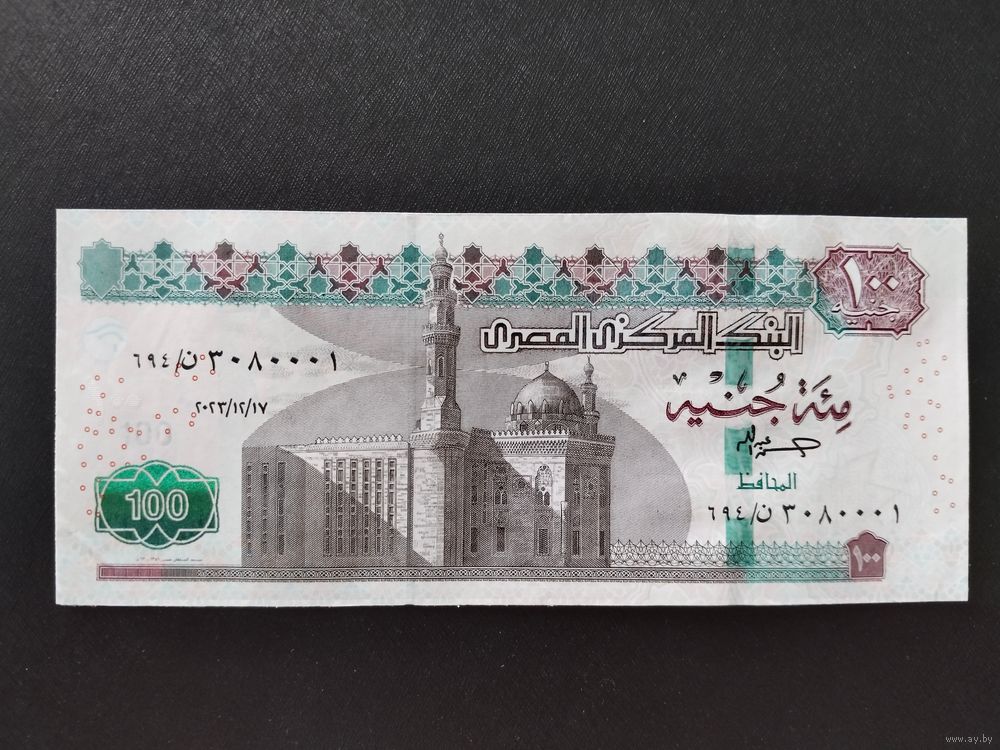 ١٠٠
جنيه
البنك المركزى المصرى
٦٩٤/ن ٣٠٨٠٠٠١
٢٠٢٣/١٢/١٧
مئة جنيه
المحافظ
100
٦٩٤/ن ٣٠٨٠٠٠١
١٠٠
www.ay.by